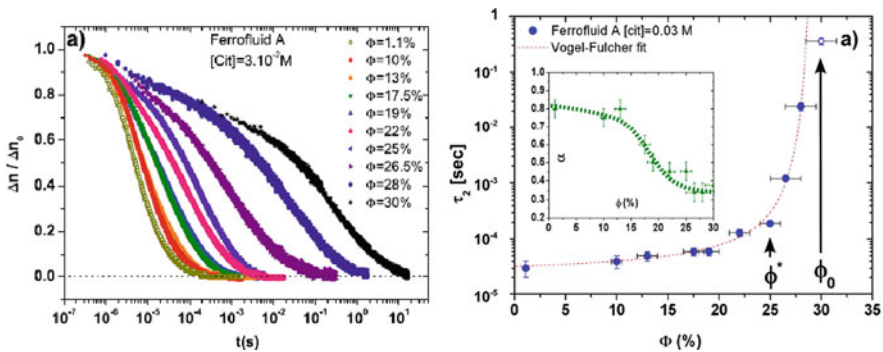 a)
Ferrofluid A
[Cit]=3.10⁻²M
Φ=1.1%
Φ=10%
Φ=13%
Φ=17.5%
Φ=19%
Φ=22%
Φ=25%
Φ=26.5%
Φ=28%
Φ=30%
Δn / Δn₀
1.0
0.8
0.6
0.4
0.2
0.0
10⁻⁷ 10⁻⁶ 10⁻⁵ 10⁻⁴ 10⁻³ 10⁻² 10⁻¹ 10⁰ 10¹
t(s)
Ferrofluid A [cit]=0.03 M
Vogel-Fulcher fit
a)
τ₂ [sec]
10⁰
10⁻¹
10⁻²
10⁻³
10⁻⁴
10⁻⁵
α
0.8
0.7
0.6
0.5
0.4
0.3
0.2
ϕ(%)
0 5 10 15 20 25 30
ϕ*
ϕ₀
0 5 10 15 20 25 30 35
Φ (%)